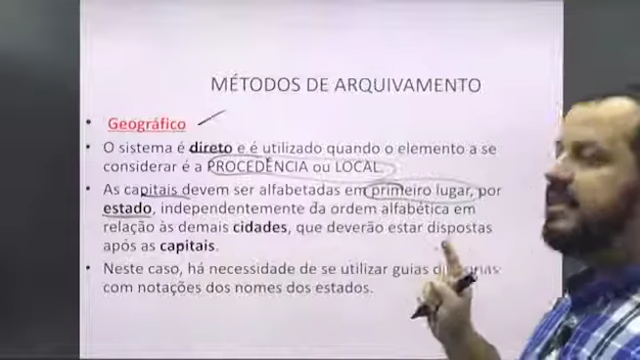 MÉTODOS DE ARQUIVAMENTO
• Geográfico
• O sistema é direto e é utilizado quando o elemento a se
considerar é a PROCEDÊNCIA ou LOCAL.
• As capitais devem ser alfabetadas em primeiro lugar, por
estado, independentemente da ordem alfabética em
relação às demais cidades, que deverão estar dispostas
após as capitais.
• Neste caso, há necessidade de se utilizar guias
com notações dos nomes dos estados.